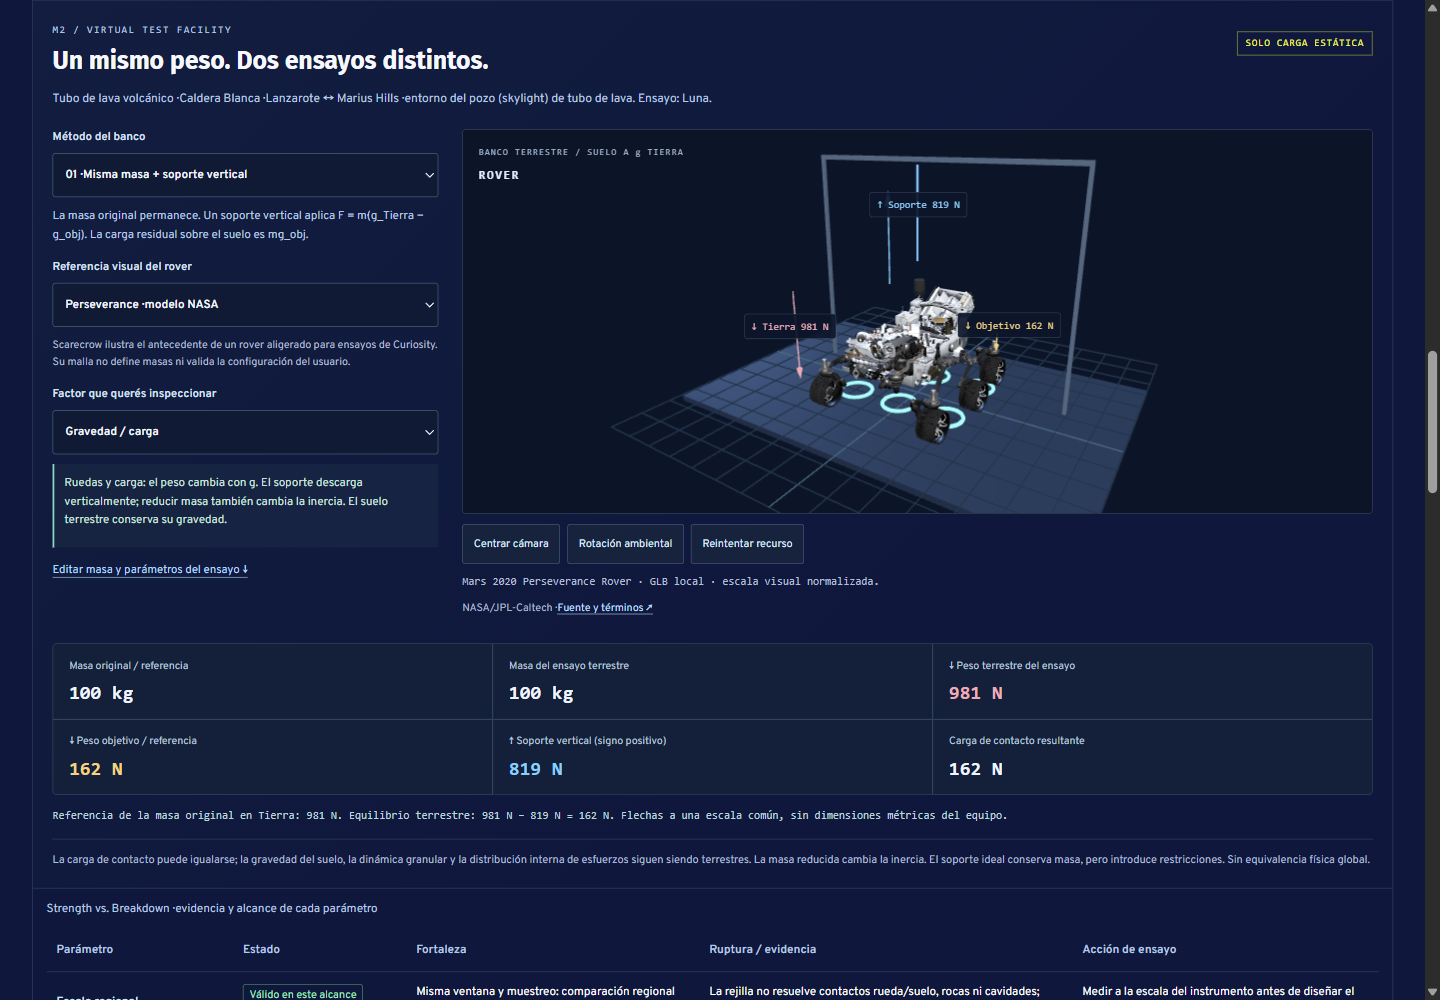 M2 / VIRTUAL TEST FACILITY
Un mismo peso. Dos ensayos distintos.
SOLO CARGA ESTÁTICA
Tubo de lava volcánico ·Caldera Blanca ·Lanzarote ↔ Marius Hills ·entorno del pozo (skylight) de tubo de lava. Ensayo: Luna.
Método del banco
01 ·Misma masa + soporte vertical
La masa original permanece. Un soporte vertical aplica F = m(g_Tierra −
g_obj). La carga residual sobre el suelo es mg_obj.
Referencia visual del rover
Perseverance ·modelo NASA
Scarecrow ilustra el antecedente de un rover aligerado para ensayos de Curiosity.
Su malla no define masas ni valida la configuración del usuario.
Factor que querés inspeccionar
Gravedad / carga
Ruedas y carga: el peso cambia con g. El soporte descarga
verticalmente; reducir masa también cambia la inercia. El suelo
terrestre conserva su gravedad.
Editar masa y parámetros del ensayo ↓
BANCO TERRESTRE / SUELO A g TIERRA
ROVER
↑ Soporte 819 N
↓ Tierra 981 N
↓ Objetivo 162 N
Centrar cámara
Rotación ambiental
Reintentar recurso
Mars 2020 Perseverance Rover · GLB local · escala visual normalizada.
NASA/JPL-Caltech ·Fuente y términos ↗
Masa original / referencia
100 kg
Masa del ensayo terrestre
100 kg
↓ Peso terrestre del ensayo
981 N
↓ Peso objetivo / referencia
162 N
↑ Soporte vertical (signo positivo)
819 N
Carga de contacto resultante
162 N
Referencia de la masa original en Tierra: 981 N. Equilibrio terrestre: 981 N − 819 N = 162 N. Flechas a una escala común, sin dimensiones métricas del equipo.
La carga de contacto puede igualarse; la gravedad del suelo, la dinámica granular y la distribución interna de esfuerzos siguen siendo terrestres. La masa reducida cambia la inercia. El soporte ideal conserva masa, pero introduce restricciones. Sin equivalencia física global.
Strength vs. Breakdown ·evidencia y alcance de cada parámetro
Parámetro
Estado
Fortaleza
Ruptura / evidencia
Acción de ensayo
Escala regional
Válido en este alcance
Misma ventana y muestreo: comparación regional
La rejilla no resuelve contactos rueda/suelo, rocas ni cavidades;
Medir a la escala del instrumento antes de diseñar el